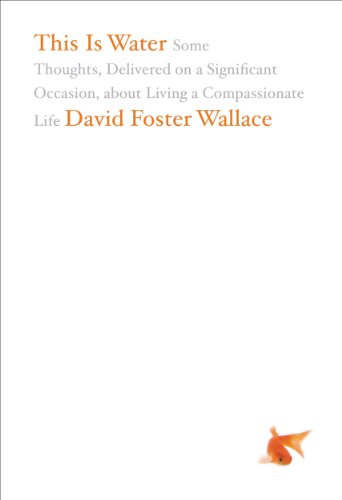 This Is Water Some
Thoughts, Delivered on a Significant
Occasion, about Living a Compassionate
Life David Foster Wallace